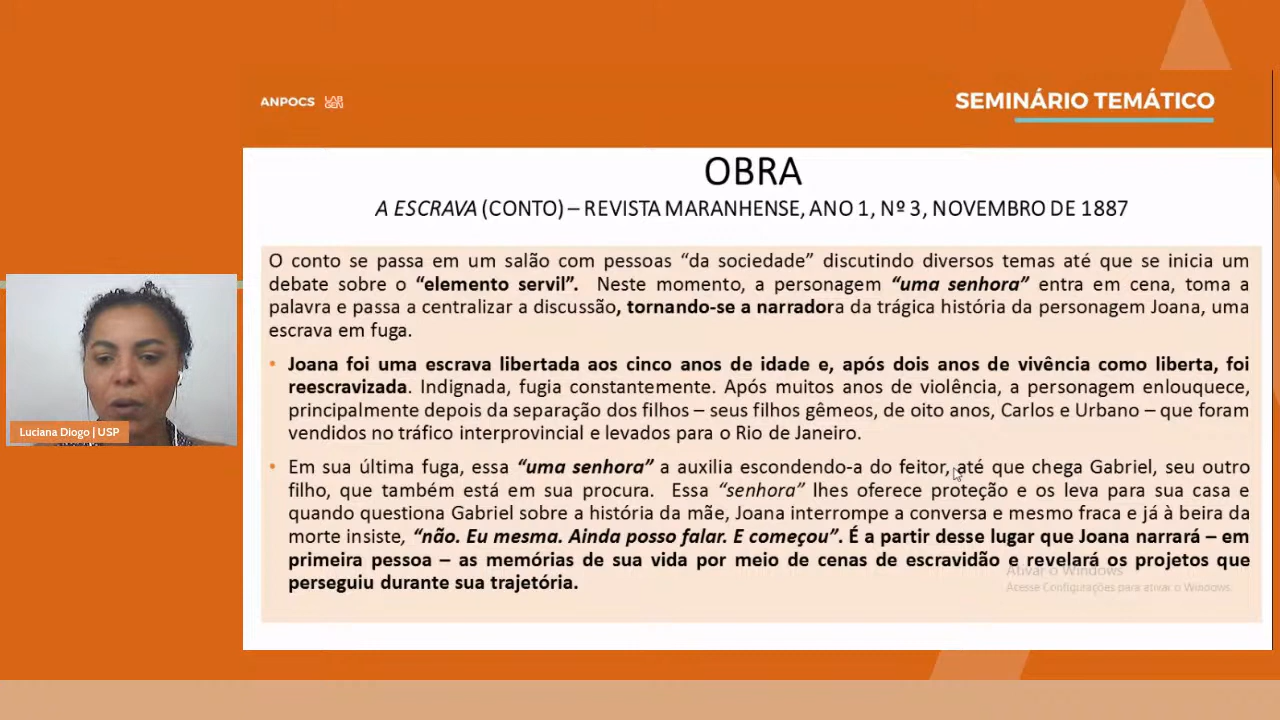 ANPOCS LAB GEN
SEMINÁRIO TEMÁTICO
OBRA
A ESCRAVA (CONTO) – REVISTA MARANHENSE, ANO 1, Nº 3, NOVEMBRO DE 1887
O conto se passa em um salão com pessoas “da sociedade” discutindo diversos temas até que se inicia um
debate sobre o “elemento servil”. Neste momento, a personagem “uma senhora” entra em cena, toma a
palavra e passa a centralizar a discussão, tornando-se a narradora da trágica história da personagem Joana, uma
escrava em fuga.
• Joana foi uma escrava libertada aos cinco anos de idade e, após dois anos de vivência como liberta, foi
reescravizada. Indignada, fugia constantemente. Após muitos anos de violência, a personagem enlouquece,
principalmente depois da separação dos filhos – seus filhos gêmeos, de oito anos, Carlos e Urbano – que foram
vendidos no tráfico interprovincial e levados para o Rio de Janeiro.
• Em sua última fuga, essa “uma senhora” a auxilia escondendo-a do feitor, até que chega Gabriel, seu outro
filho, que também está em sua procura. Essa “senhora” lhes oferece proteção e os leva para sua casa e
quando questiona Gabriel sobre a história da mãe, Joana interrompe a conversa e mesmo fraca e já à beira da
morte insiste, “não. Eu mesma. Ainda posso falar. E começou”. É a partir desse lugar que Joana narrará – em
primeira pessoa – as memórias de sua vida por meio de cenas de escravidão e revelará os projetos que
perseguiu durante sua trajetória.
Ativar o Windows
Acesse Configurações para ativar o Windows.
Luciana Diogo | USP